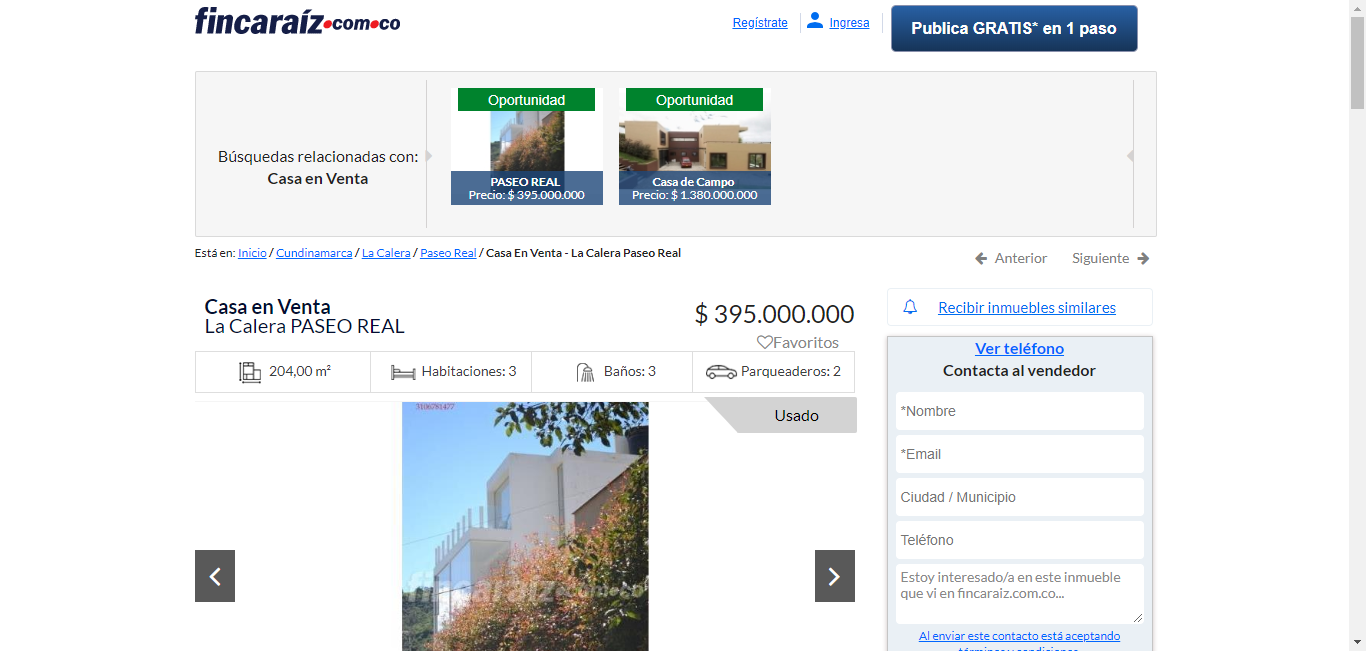 fincaraíz.com.co
Regístrate
Ingresa
Publica GRATIS* en 1 paso
Búsquedas relacionadas con:
Casa en Venta
Oportunidad
PASEO REAL
Precio: $ 395.000.000
Oportunidad
Casa de Campo
Precio: $ 1.380.000.000
Está en: Inicio / Cundinamarca / La Calera / Paseo Real / Casa En Venta - La Calera Paseo Real
Anterior
Siguiente
Casa en Venta
La Calera PASEO REAL
$ 395.000.000
Favoritos
204,00 m²
Habitaciones: 3
Baños: 3
Parqueaderos: 2
3106781477
Usado
fincaraiz.com.co
Recibir inmuebles similares
Ver teléfono
Contacta al vendedor
*Nombre
*Email
Ciudad / Municipio
Teléfono
Estoy interesado/a en este inmueble
que vi en fincaraiz.com.co...
Al enviar este contacto está aceptando
términos y condiciones